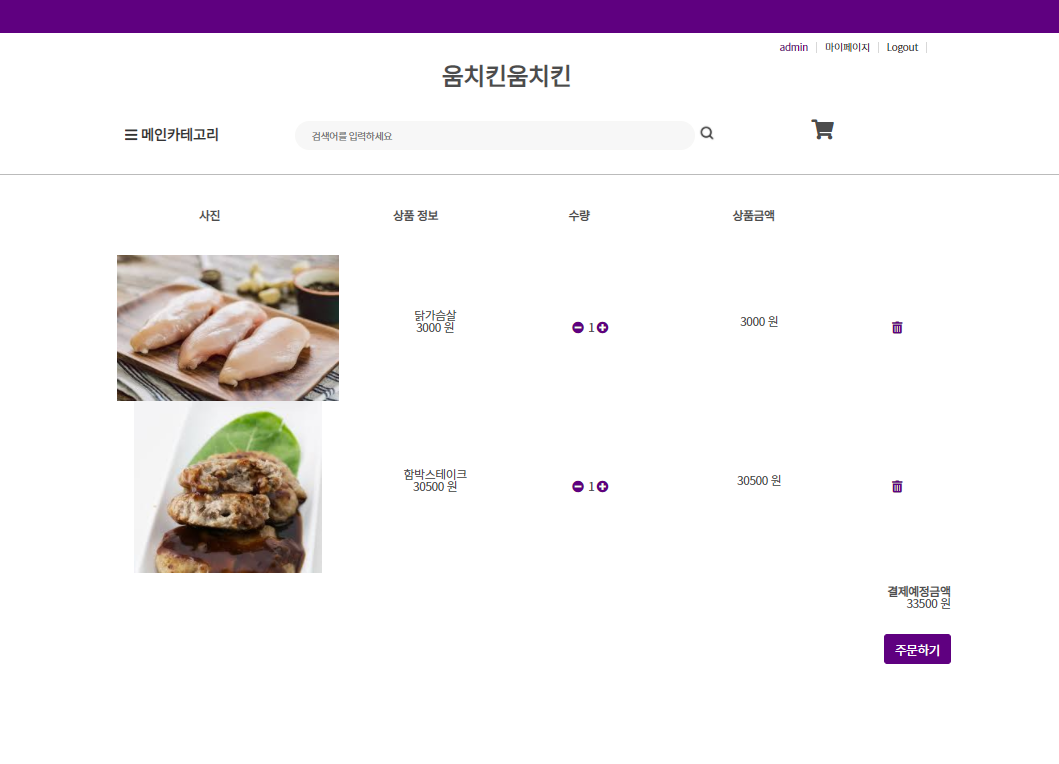 admin 마이페이지 Logout
움치킨움치킨
메인카테고리 검색어를 입력하세요
사진 상품 정보 수량 상품금액
닭가슴살
3000 원 1 3000 원
함박스테이크
30500 원 1 30500 원
결제예정금액
33500 원
주문하기